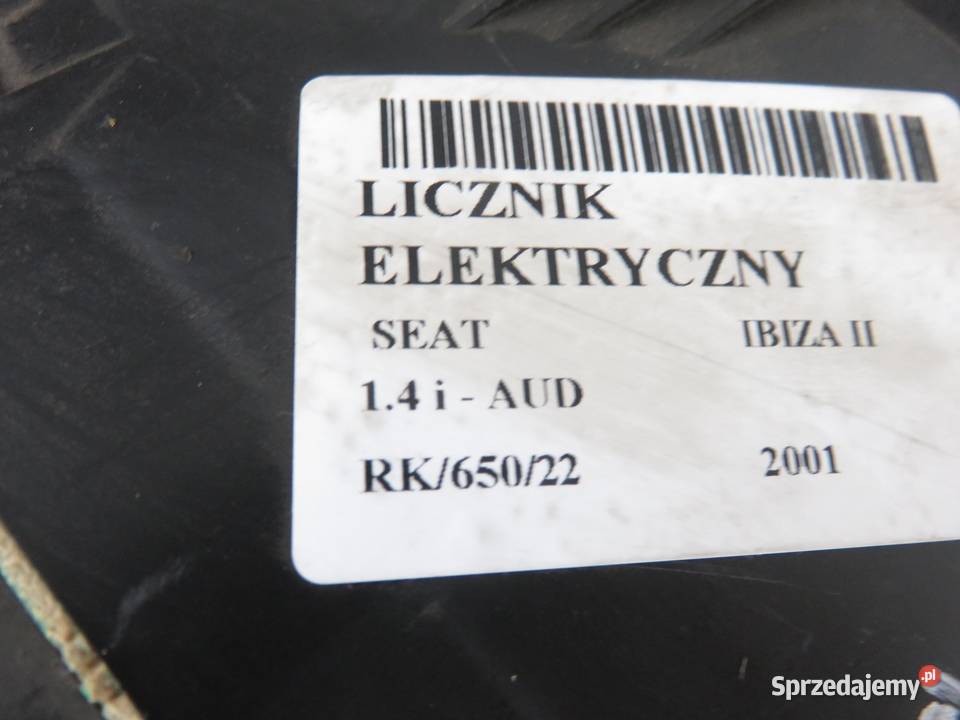 LICZNIK
ELEKTRYCZNY
SEAT IBIZA II
1.4 i - AUD
RK/650/22 2001
Sprzedajemy.pl